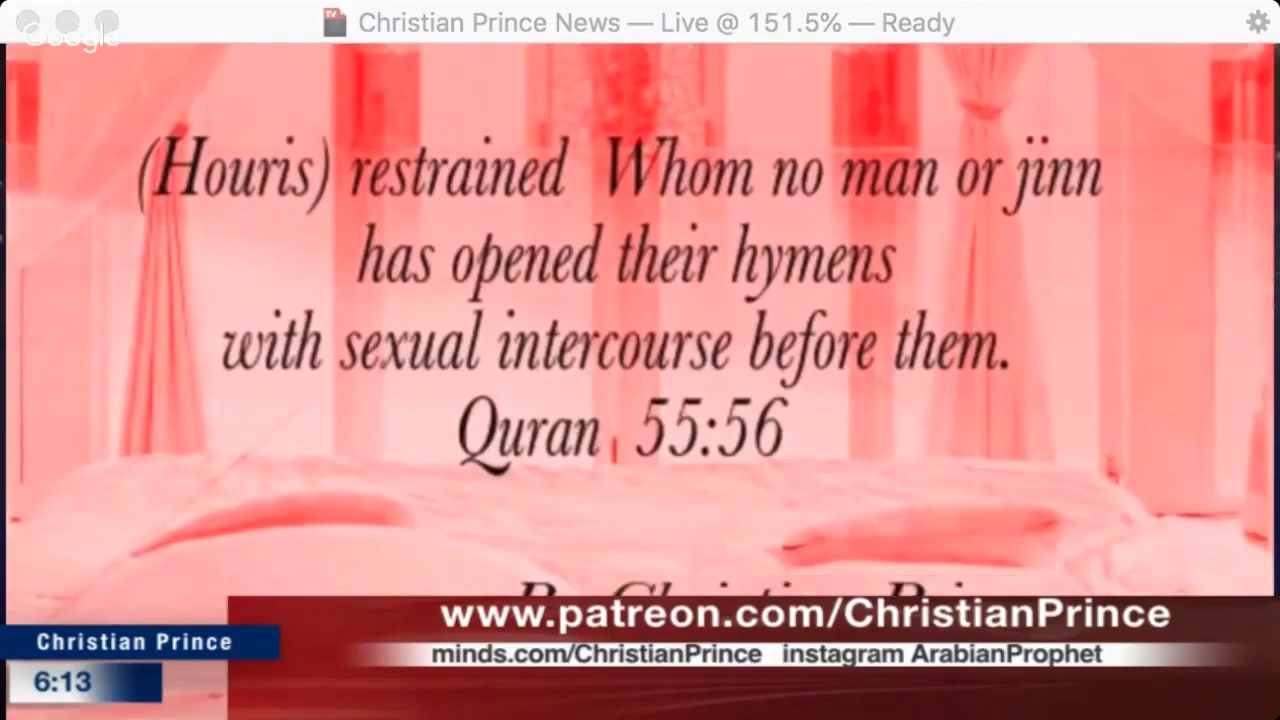 Christian Prince News — Live @ 151.5% — Ready
Google
(Houris) restrained Whom no man or jinn
has opened their hymens
with sexual intercourse before them.
Quran 55:56
www.patreon.com/ChristianPrince
Christian Prince
minds.com/ChristianPrince instagram ArabianProphet
6:13